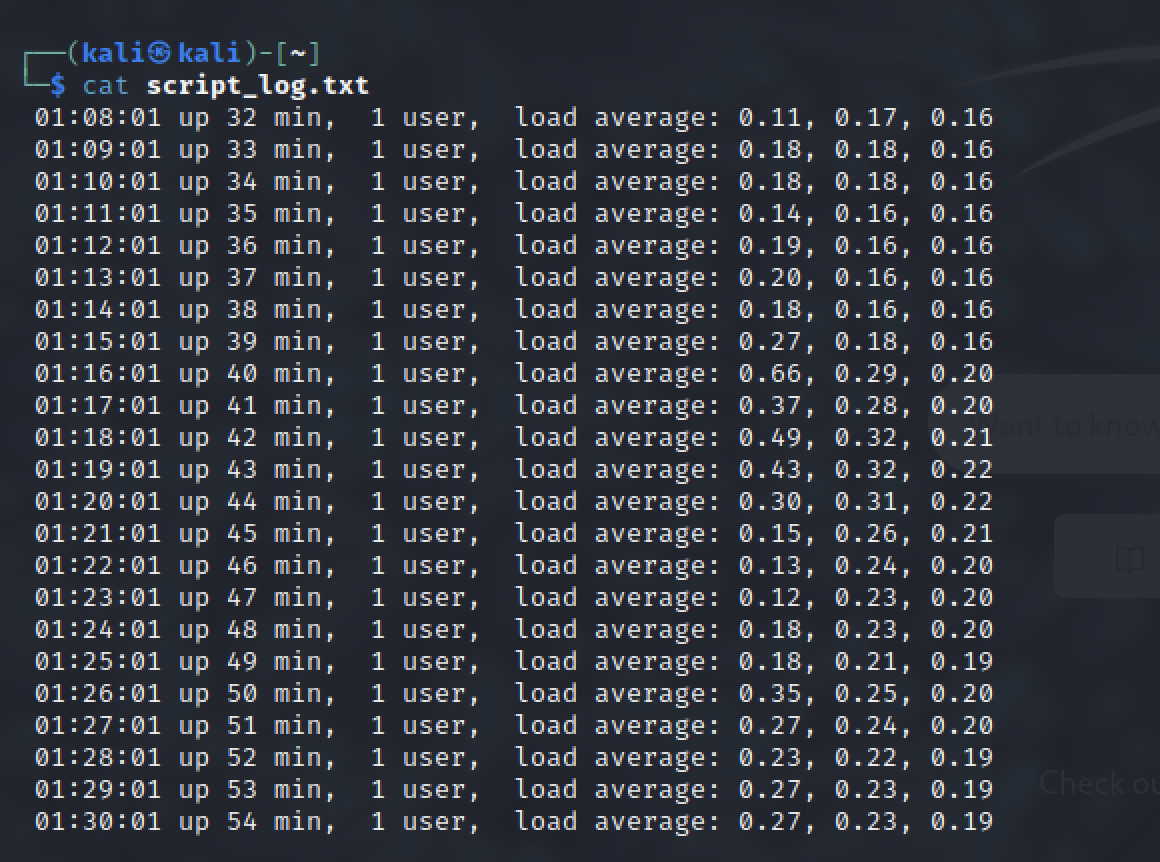 ┌──(kali㉿kali)-[~]
└─$ cat script_log.txt
01:08:01 up 32 min,  1 user,  load average: 0.11, 0.17, 0.16
01:09:01 up 33 min,  1 user,  load average: 0.18, 0.18, 0.16
01:10:01 up 34 min,  1 user,  load average: 0.18, 0.18, 0.16
01:11:01 up 35 min,  1 user,  load average: 0.14, 0.16, 0.16
01:12:01 up 36 min,  1 user,  load average: 0.19, 0.16, 0.16
01:13:01 up 37 min,  1 user,  load average: 0.20, 0.16, 0.16
01:14:01 up 38 min,  1 user,  load average: 0.18, 0.16, 0.16
01:15:01 up 39 min,  1 user,  load average: 0.27, 0.18, 0.16
01:16:01 up 40 min,  1 user,  load average: 0.66, 0.29, 0.20
01:17:01 up 41 min,  1 user,  load average: 0.37, 0.28, 0.20
01:18:01 up 42 min,  1 user,  load average: 0.49, 0.32, 0.21
Want to know
01:19:01 up 43 min,  1 user,  load average: 0.43, 0.32, 0.22
01:20:01 up 44 min,  1 user,  load average: 0.30, 0.31, 0.22
01:21:01 up 45 min,  1 user,  load average: 0.15, 0.26, 0.21
01:22:01 up 46 min,  1 user,  load average: 0.13, 0.24, 0.20
01:23:01 up 47 min,  1 user,  load average: 0.12, 0.23, 0.20
01:24:01 up 48 min,  1 user,  load average: 0.18, 0.23, 0.20
01:25:01 up 49 min,  1 user,  load average: 0.18, 0.21, 0.19
01:26:01 up 50 min,  1 user,  load average: 0.35, 0.25, 0.20
01:27:01 up 51 min,  1 user,  load average: 0.27, 0.24, 0.20
01:28:01 up 52 min,  1 user,  load average: 0.23, 0.22, 0.19
01:29:01 up 53 min,  1 user,  load average: 0.27, 0.23, 0.19
Check ou
01:30:01 up 54 min,  1 user,  load average: 0.27, 0.23, 0.19